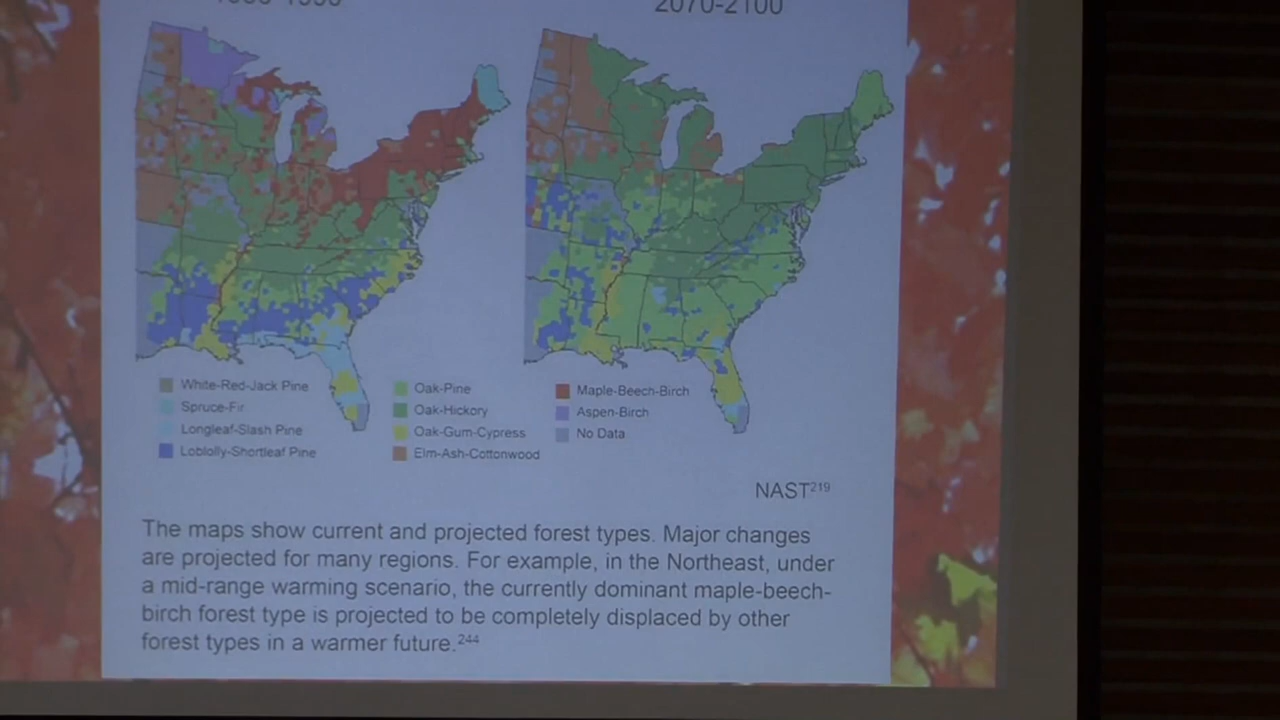 2070-2100
White-Red-Jack Pine
Spruce-Fir
Longleaf-Slash Pine
Loblolly-Shortleaf Pine
Oak-Pine
Oak-Hickory
Oak-Gum-Cypress
Elm-Ash-Cottonwood
Maple-Beech-Birch
Aspen-Birch
No Data
NAST219
The maps show current and projected forest types. Major changes
are projected for many regions. For example, in the Northeast, under
a mid-range warming scenario, the currently dominant maple-beech-
birch forest type is projected to be completely displaced by other
forest types in a warmer future.244